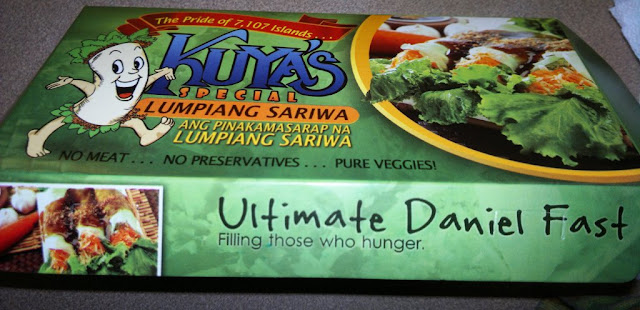 The Pride of 7,107 Islands...
KUYA'S
SPECIAL
LUMPIANG SARIWA
ANG PINAKAMASARAP NA
LUMPIANG SARIWA
NO MEAT... NO PRESERVATIVES... PURE VEGGIES!
Ultimate Daniel Fast
Filling those who hunger.